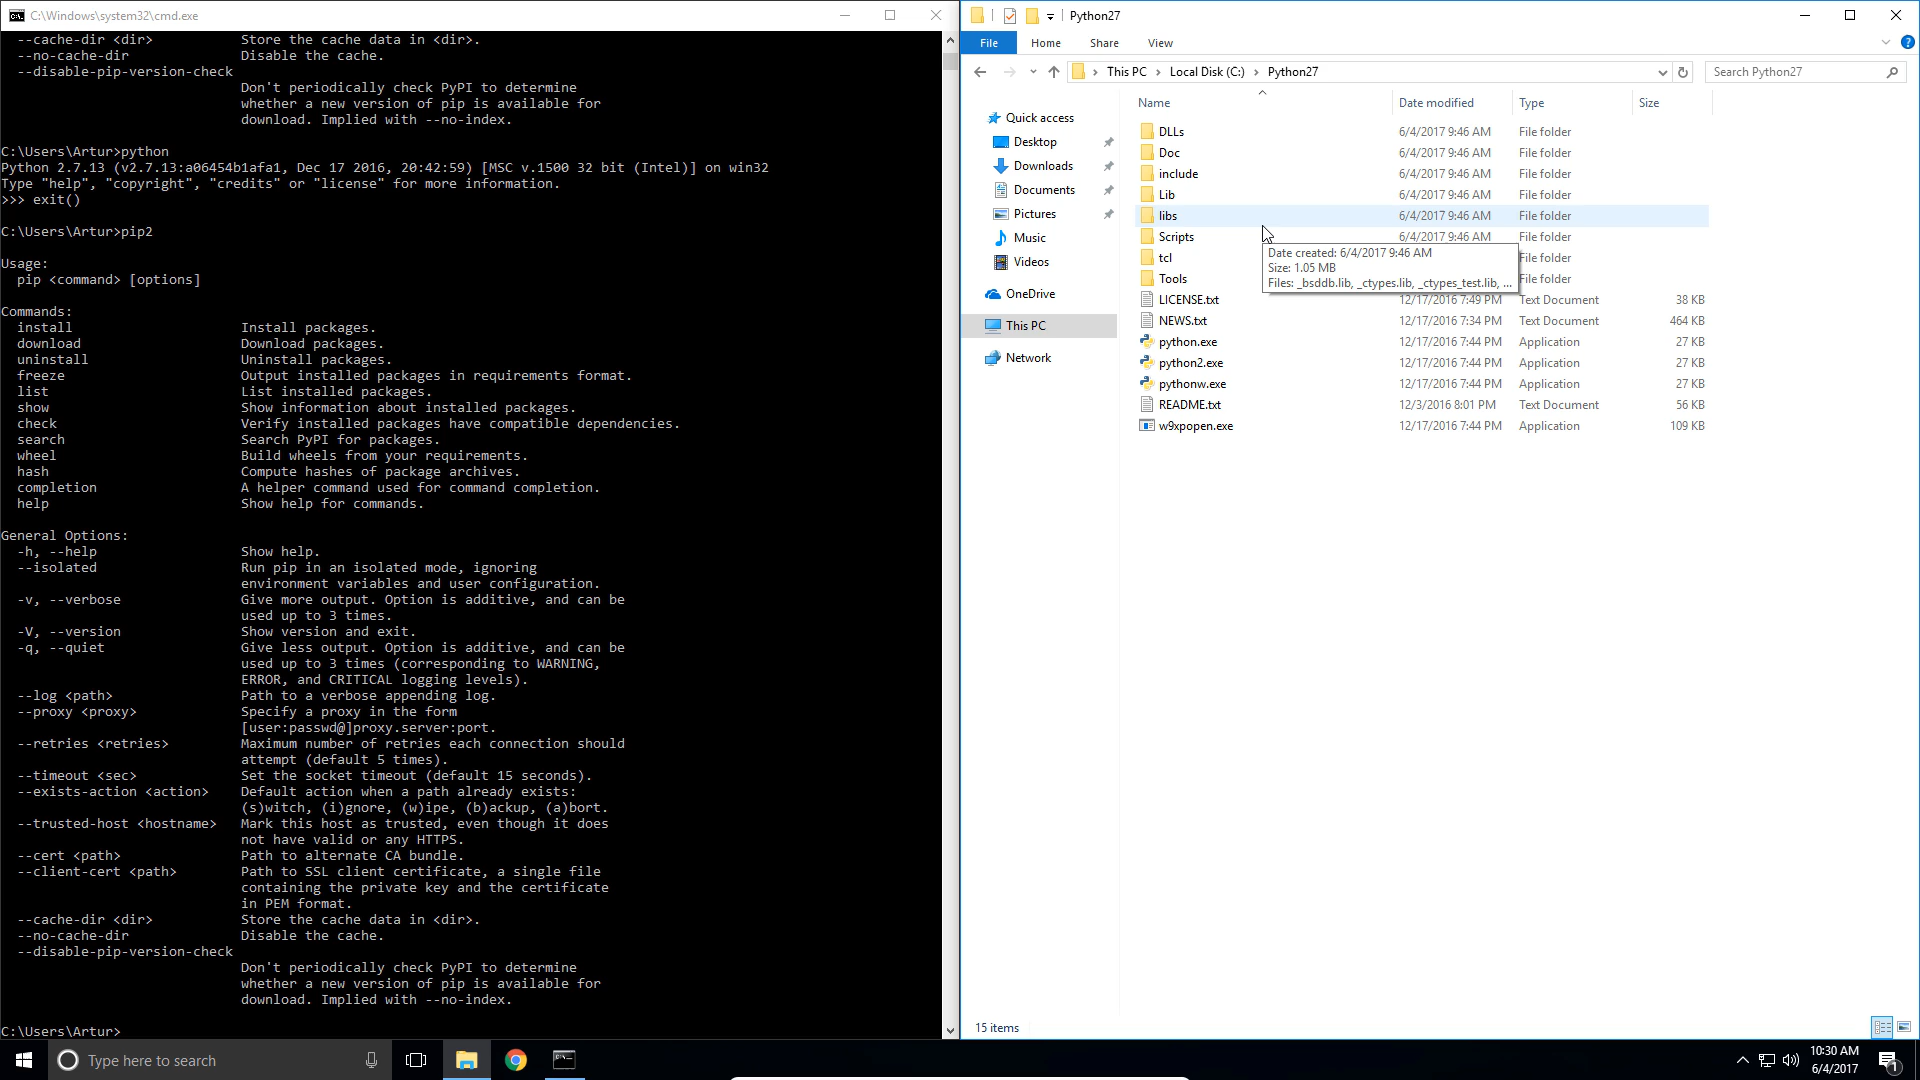 C:\Windows\system32\cmd.exe
--cache-dir <dir> Store the cache data in <dir>.
--no-cache-dir Disable the cache.
--disable-pip-version-check
Don't periodically check PyPI to determine
whether a new version of pip is available for
download. Implied with --no-index.
C:\Users\Artur>python
Python 2.7.13 (v2.7.13:a06454b1afa1, Dec 17 2016, 20:42:59) [MSC v.1500 32 bit (Intel)] on win32
Type "help", "copyright", "credits" or "license" for more information.
>>> exit()
C:\Users\Artur>pip2
Usage:
pip <command> [options]
Commands:
install Install packages.
download Download packages.
uninstall Uninstall packages.
freeze Output installed packages in requirements format.
list List installed packages.
show Show information about installed packages.
check Verify installed packages have compatible dependencies.
search Search PyPI for packages.
wheel Build wheels from your requirements.
hash Compute hashes of package archives.
completion A helper command used for command completion.
help Show help for commands.
General Options:
-h, --help Show help.
--isolated Run pip in an isolated mode, ignoring
environment variables and user configuration.
-v, --verbose Give more output. Option is additive, and can be
used up to 3 times.
-V, --version Show version and exit.
-q, --quiet Give less output. Option is additive, and can be
used up to 3 times (corresponding to WARNING,
ERROR, and CRITICAL logging levels).
--log <path> Path to a verbose appending log.
--proxy <proxy> Specify a proxy in the form
[user:passwd@]proxy.server:port.
--retries <retries> Maximum number of retries each connection should
attempt (default 5 times).
--timeout <sec> Set the socket timeout (default 15 seconds).
--exists-action <action> Default action when a path already exists:
(s)witch, (i)gnore, (w)ipe, (b)ackup, (a)bort.
--trusted-host <hostname> Mark this host as trusted, even though it does
not have valid or any HTTPS.
--cert <path> Path to alternate CA bundle.
--client-cert <path> Path to SSL client certificate, a single file
containing the private key and the certificate
in PEM format.
--cache-dir <dir> Store the cache data in <dir>.
--no-cache-dir Disable the cache.
--disable-pip-version-check
Don't periodically check PyPI to determine
whether a new version of pip is available for
download. Implied with --no-index.
C:\Users\Artur>
Python27
File Home Share View
This PC > Local Disk (C:) > Python27
Search Python27
Quick access
Desktop
Downloads
Documents
Pictures
Music
Videos
OneDrive
This PC
Network
Name Date modified Type Size
DLLs 6/4/2017 9:46 AM File folder
Doc 6/4/2017 9:46 AM File folder
include 6/4/2017 9:46 AM File folder
Lib 6/4/2017 9:46 AM File folder
libs 6/4/2017 9:46 AM File folder
Scripts 6/4/2017 9:46 AM File folder
tcl File folder
Tools File folder
Date created: 6/4/2017 9:46 AM
Size: 1.05 MB
Files: _bsddb.lib, _ctypes.lib, _ctypes_test.lib, ...
LICENSE.txt 12/17/2016 7:49 PM Text Document 38 KB
NEWS.txt 12/17/2016 7:34 PM Text Document 464 KB
python.exe 12/17/2016 7:44 PM Application 27 KB
python2.exe 12/17/2016 7:44 PM Application 27 KB
pythonw.exe 12/17/2016 7:44 PM Application 27 KB
README.txt 12/3/2016 8:01 PM Text Document 56 KB
w9xpopen.exe 12/17/2016 7:44 PM Application 109 KB
15 items
Type here to search
10:30 AM
6/4/2017
1